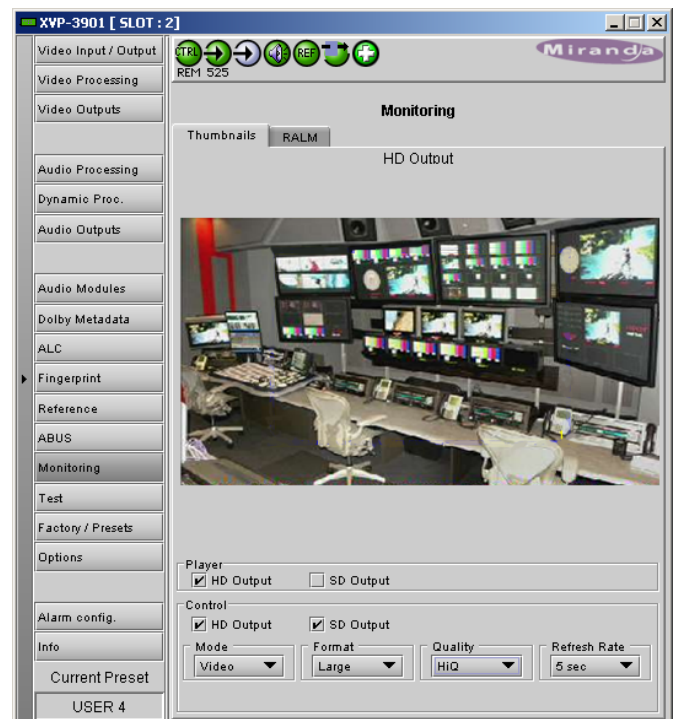 XVP-3901 [ SLOT : 2]
Video Input / Output
Video Processing
Video Outputs
Audio Processing
Dynamic Proc.
Audio Outputs
Audio Modules
Dolby Metadata
ALC
Fingerprint
Reference
ABUS
Monitoring
Test
Factory / Presets
Options
Alarm config.
Info
Current Preset
USER 4
CTRL
REF
REM 525
Miranda
Monitoring
Thumbnails
RALM
HD Output
Player
HD Output
SD Output
Control
HD Output
SD Output
Mode
Video
Format
Large
Quality
HiQ
Refresh Rate
5 sec